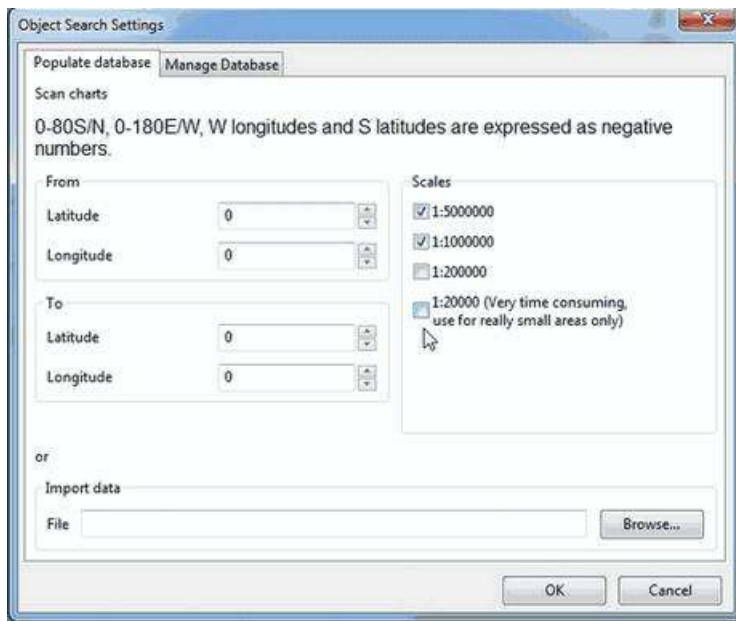 Object Search Settings
Populate database Manage Database
Scan charts
0-80S/N, 0-180E/W, W longitudes and S latitudes are expressed as negative
numbers.
From
Latitude 0
Longitude 0
To
Latitude 0
Longitude 0
Scales
1:5000000
1:1000000
1:200000
1:20000 (Very time consuming,
use for really small areas only)
or
Import data
File Browse...
OK Cancel